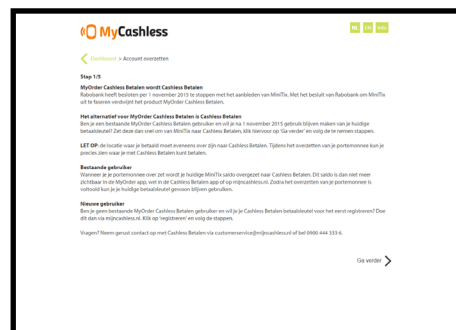 MyCashless
NL EN
Dashboard > Account overzetten
Stap 1/5
MyOrder Cashless Betalen wordt Cashless Betalen
Rabobank heeft besloten per 1 november 2015 te stoppen met het aanbieden van MiniTix. Met het besluit van Rabobank om MiniTix
uit te faseren verdwijnt het product MyOrder Cashless Betalen.
Het alternatief voor MyOrder Cashless Betalen is Cashless Betalen
Ben je een bestaande MyOrder Cashless Betalen gebruiker en wil je na 1 november 2015 gebruik blijven maken van je huidige
betaalsleutel? Zet deze dan snel om van MiniTix naar Cashless Betalen, klik hiervoor op 'Ga verder' en volg de te nemen stappen.
LET OP: de locatie waar je betaald moet eveneens over zijn naar Cashless Betalen. Tijdens het overzetten van je portemonnee kun je
precies zien waar je met Cashless Betalen kunt betalen.
Bestaande gebruiker
Wanneer je je portemonnee over zet wordt je huidige MiniTix saldo overgezet naar Cashless Betalen. Dit saldo is dan niet meer
zichtbaar in de MyOrder app, wel in de Cashless Betalen app of op mijncashless.nl. Zodra het overzetten van je portemonnee is
voltooid kun je je huidige betaalsleutel gewoon blijven gebruiken.
Nieuwe gebruiker
Ben je geen bestaande MyOrder Cashless Betalen gebruiker en wil je je Cashless Betalen betaalsleutel voor het eerst registreren? Doe
dit dan via mijncashless.nl. Klik op 'registreren' en volg de stappen.
Vragen? Neem gerust contact op met Cashless Betalen via customerservice@mijncashless.nl of bel 0900 444 333 6.
Ga verder